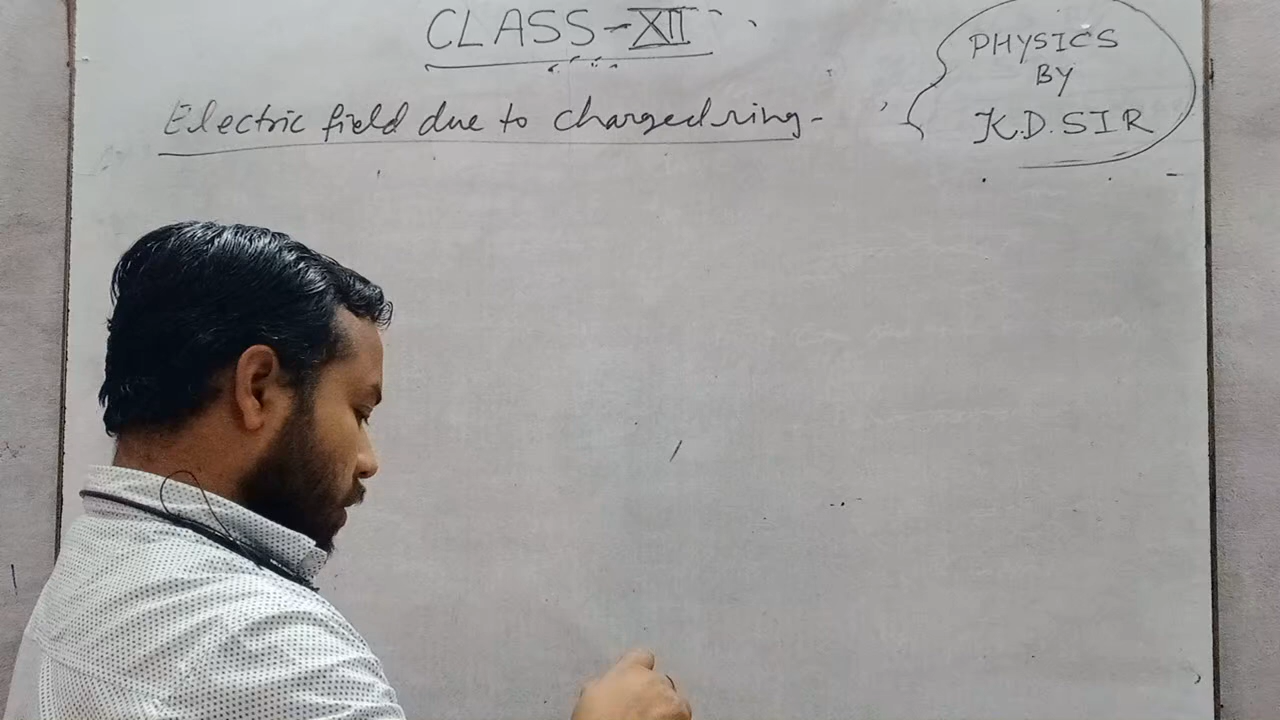 CLASS-XII
Electric field due to charged ring-
PHYSICS
BY
K.D. SIR